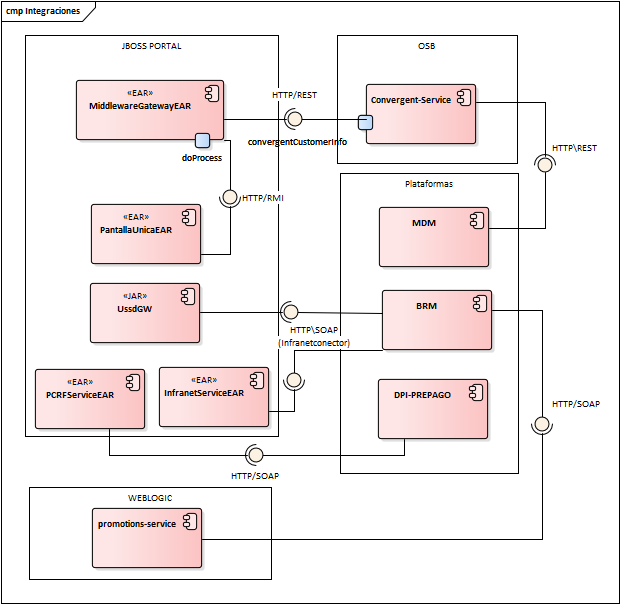 cmp Integraciones
JBOSS PORTAL
OSB
«EAR»
MiddlewareGatewayEAR
HTTP/REST
Convergent-Service
convergentCustomerInfo
doProcess
HTTP\REST
Plataformas
HTTP/RMI
«EAR»
PantallaUnicaEAR
MDM
«JAR»
UssdGW
BRM
HTTP\SOAP
(Infranetconector)
«EAR»
PCRFServiceEAR
«EAR»
InfranetServiceEAR
DPI-PREPAGO
HTTP/SOAP
HTTP/SOAP
WEBLOGIC
promotions-service